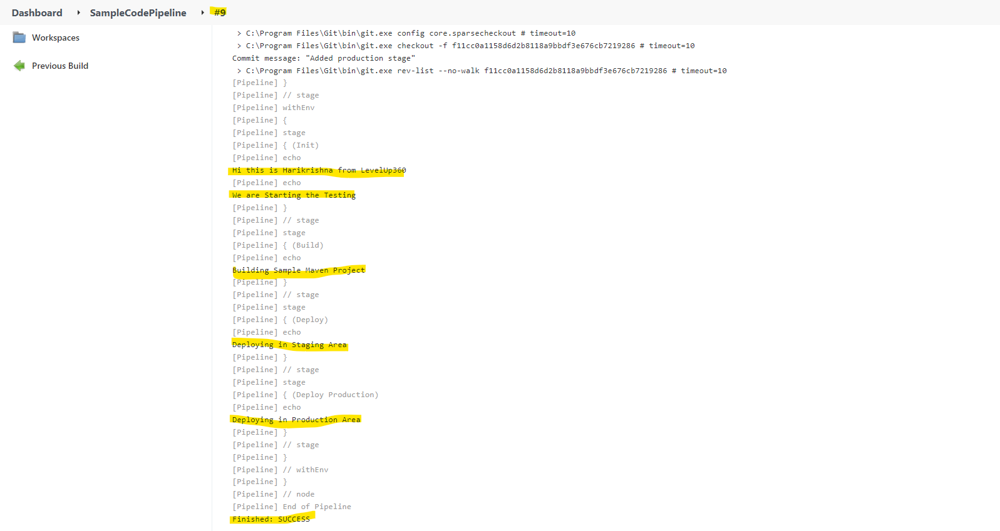 Dashboard SampleCodePipeline #9
Workspaces
Previous Build
> C:\Program Files\Git\bin\git.exe config core.sparsecheckout # timeout=10
> C:\Program Files\Git\bin\git.exe checkout -f f11cc0a1158d6d2b8118a9bbdf3e676cb7219286 # timeout=10
Commit message: "Added production stage"
> C:\Program Files\Git\bin\git.exe rev-list --no-walk f11cc0a1158d6d2b8118a9bbdf3e676cb7219286 # timeout=10
[Pipeline] }
[Pipeline] // stage
[Pipeline] withEnv
[Pipeline] {
[Pipeline] stage
[Pipeline] { (Init)
[Pipeline] echo
Hi this is Harikrishna from LevelUp360
[Pipeline] echo
We are Starting the Testing
[Pipeline] }
[Pipeline] // stage
[Pipeline] stage
[Pipeline] { (Build)
[Pipeline] echo
Building Sample Maven Project
[Pipeline] }
[Pipeline] // stage
[Pipeline] stage
[Pipeline] { (Deploy)
[Pipeline] echo
Deploying in Staging Area
[Pipeline] }
[Pipeline] // stage
[Pipeline] stage
[Pipeline] { (Deploy Production)
[Pipeline] echo
Deploying in Production Area
[Pipeline] }
[Pipeline] // stage
[Pipeline] }
[Pipeline] // withEnv
[Pipeline] }
[Pipeline] // node
[Pipeline] End of Pipeline
Finished: SUCCESS